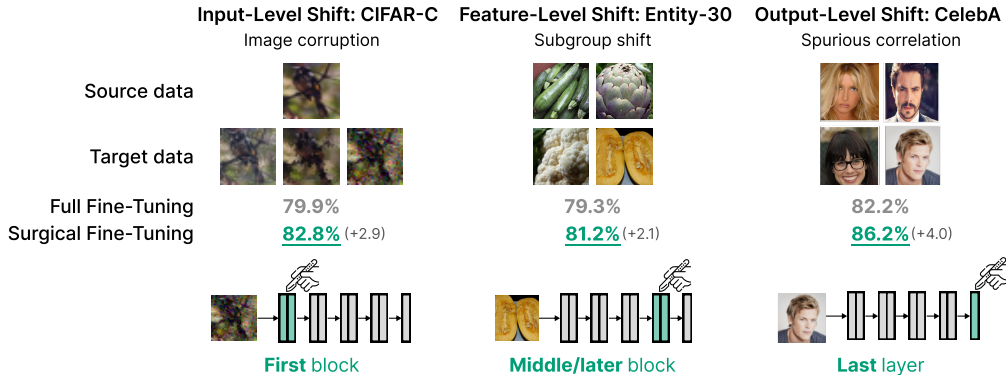 Input-Level Shift: CIFAR-C
Image corruption
Feature-Level Shift: Entity-30
Subgroup shift
Output-Level Shift: CelebA
Spurious correlation
Source data
Target data
Full Fine-Tuning
79.9%
79.3%
82.2%
Surgical Fine-Tuning
82.8% (+2.9)
81.2% (+2.1)
86.2% (+4.0)
First block
Middle/later block
Last layer